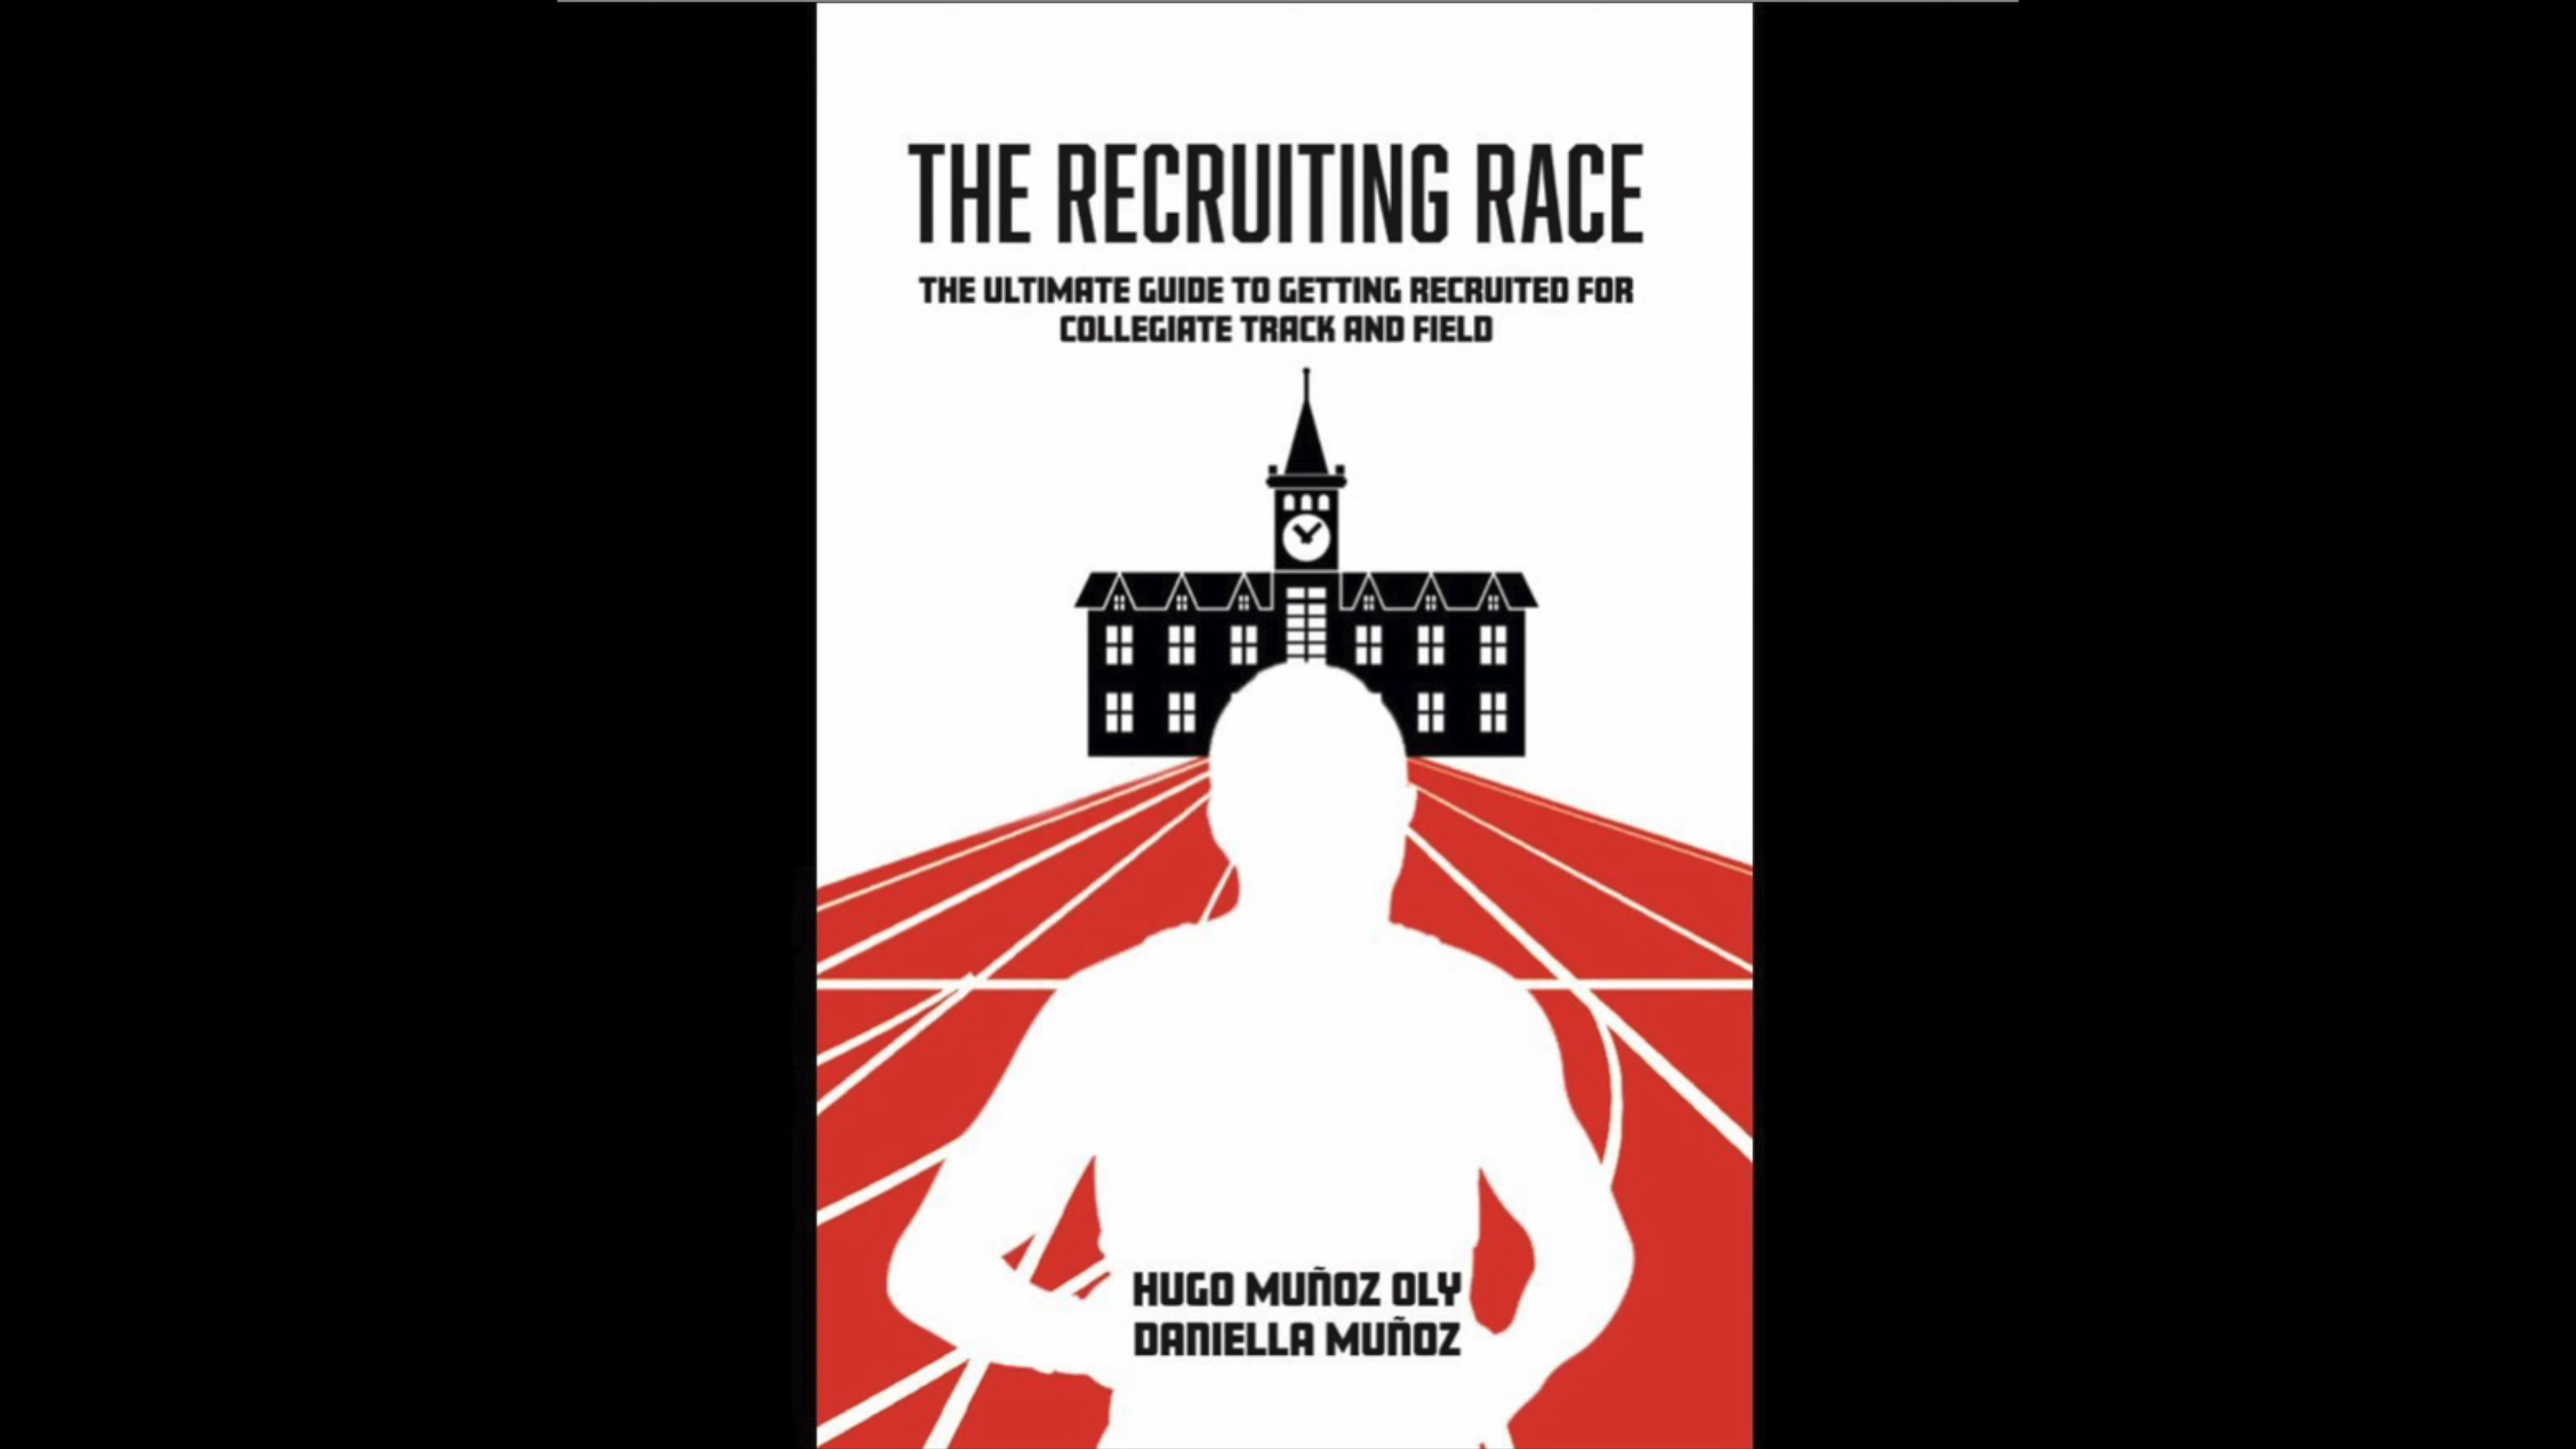 THE RECRUITING RACE
THE ULTIMATE GUIDE TO GETTING RECRUITED FOR
COLLEGIATE TRACK AND FIELD
HUGO MUÑOZ OLY
DANIELLA MUÑOZ